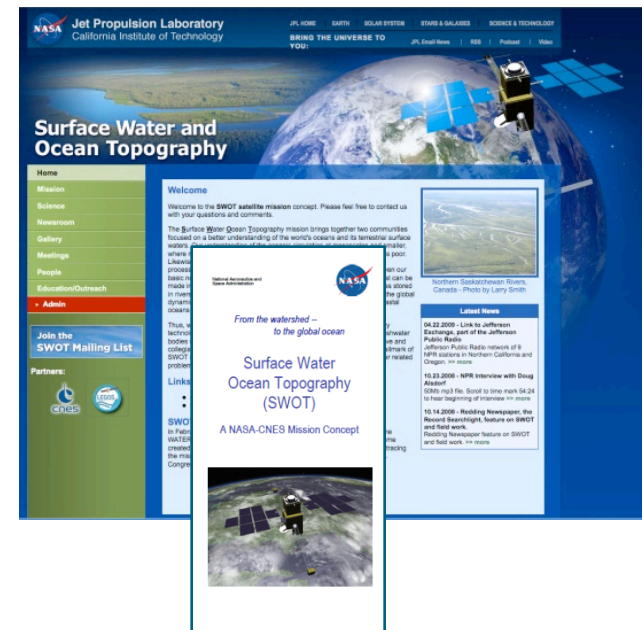 NASA
Jet Propulsion Laboratory
California Institute of Technology
JPL HOME EARTH SOLAR SYSTEM STARS & GALAXIES SCIENCE & TECHNOLOGY
BRING THE UNIVERSE TO
YOU:
JPL Email News | RSS | Podcast | Video
Surface Water and
Ocean Topography
Home
Mission
Science
Newsroom
Gallery
Meetings
People
Education/Outreach
Admin
Join the
SWOT Mailing List
Partners:
cnes
LEGOS
Welcome
Welcome to the SWOT satellite mission concept. Please feel free to contact us
with your questions and comments.
The Surface Water Ocean Topography mission brings together two communities
focused on a better understanding of the world's oceans and its terrestrial surface
Links
SWO
In Febr
WATER
created
the mis
Congre
National Aeronautics and
Space Administration
NASA
From the watershed –
to the global ocean
Surface Water
Ocean Topography
(SWOT)
A NASA-CNES Mission Concept
Northern Saskatchewan Rivers,
Canada - Photo by Larry Smith
Latest News
04.22.2009 - Link to Jefferson
Exchange, part of the Jefferson
Public Radio
Jefferson Public Radio network of 9
NPR stations in Northern California and
Oregon. >> more
10.23.2008 - NPR Interview with Doug
Alsdorf
50Mb mp3 file. Scroll to time mark 54:24
to hear beginning of interview >> more
10.14.2008 - Redding Newspaper, the
Record Searchlight, feature on SWOT
and field work.
Redding Newspaper feature on SWOT
and field work. >> more